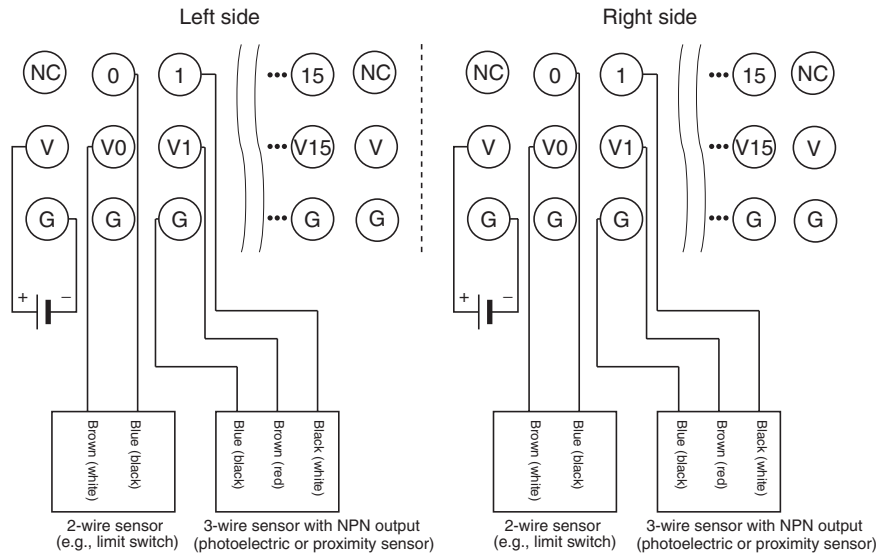 Left side Right side
NC 0 1 ••• 15 NC NC 0 1 ••• 15 NC
V V0 V1 ••• V15 V V V0 V1 ••• V15 V
G G G ••• G G G G G ••• G G
+ − + −
Brown (white) Blue (black) Blue (black) Brown (red) Black (white) Brown (white) Blue (black) Blue (black) Brown (red) Black (white)
2-wire sensor 3-wire sensor with NPN output 2-wire sensor 3-wire sensor with NPN output
(e.g., limit switch) (photoelectric or proximity sensor) (e.g., limit switch) (photoelectric or proximity sensor)